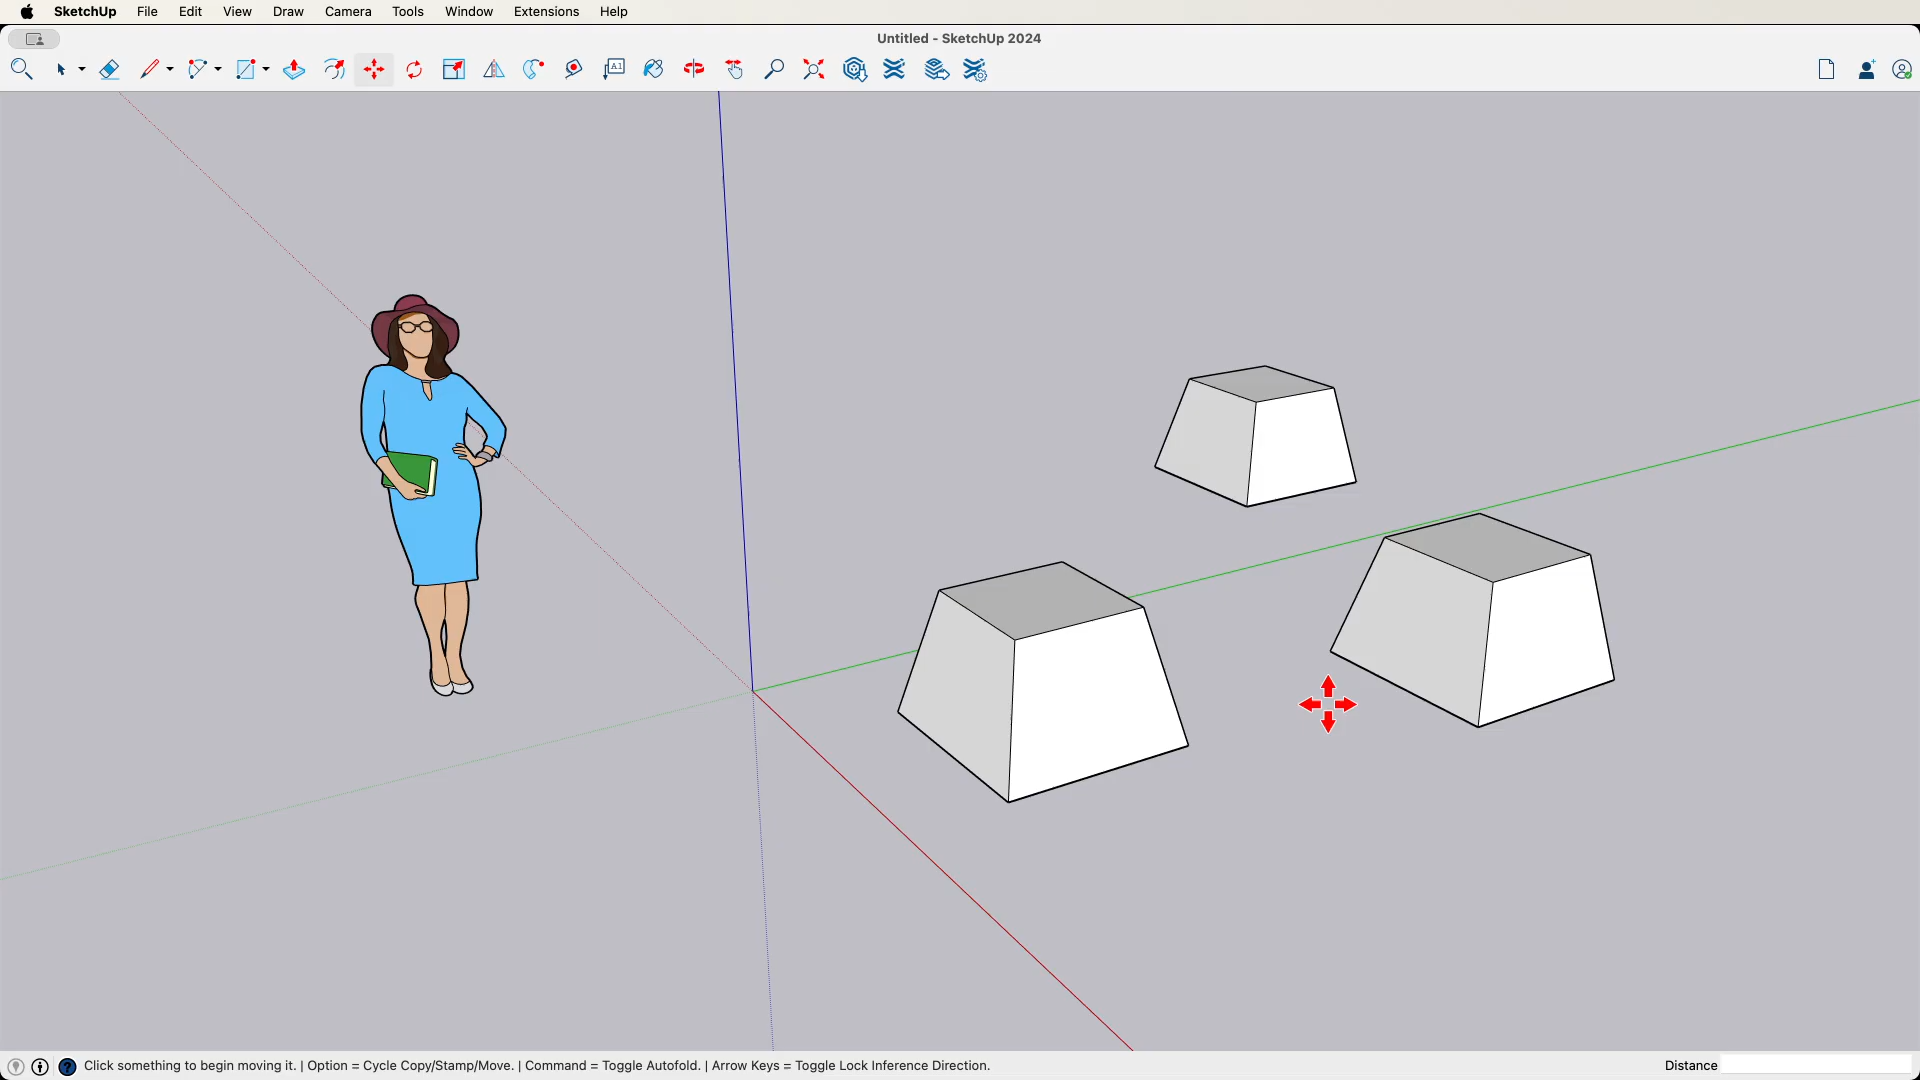 SketchUp File Edit View Draw Camera Tools Window Extensions Help
Untitled - SketchUp 2024
A1
Click something to begin moving it. | Option = Cycle Copy/Stamp/Move. | Command = Toggle Autofold. | Arrow Keys = Toggle Lock Inference Direction. Distance